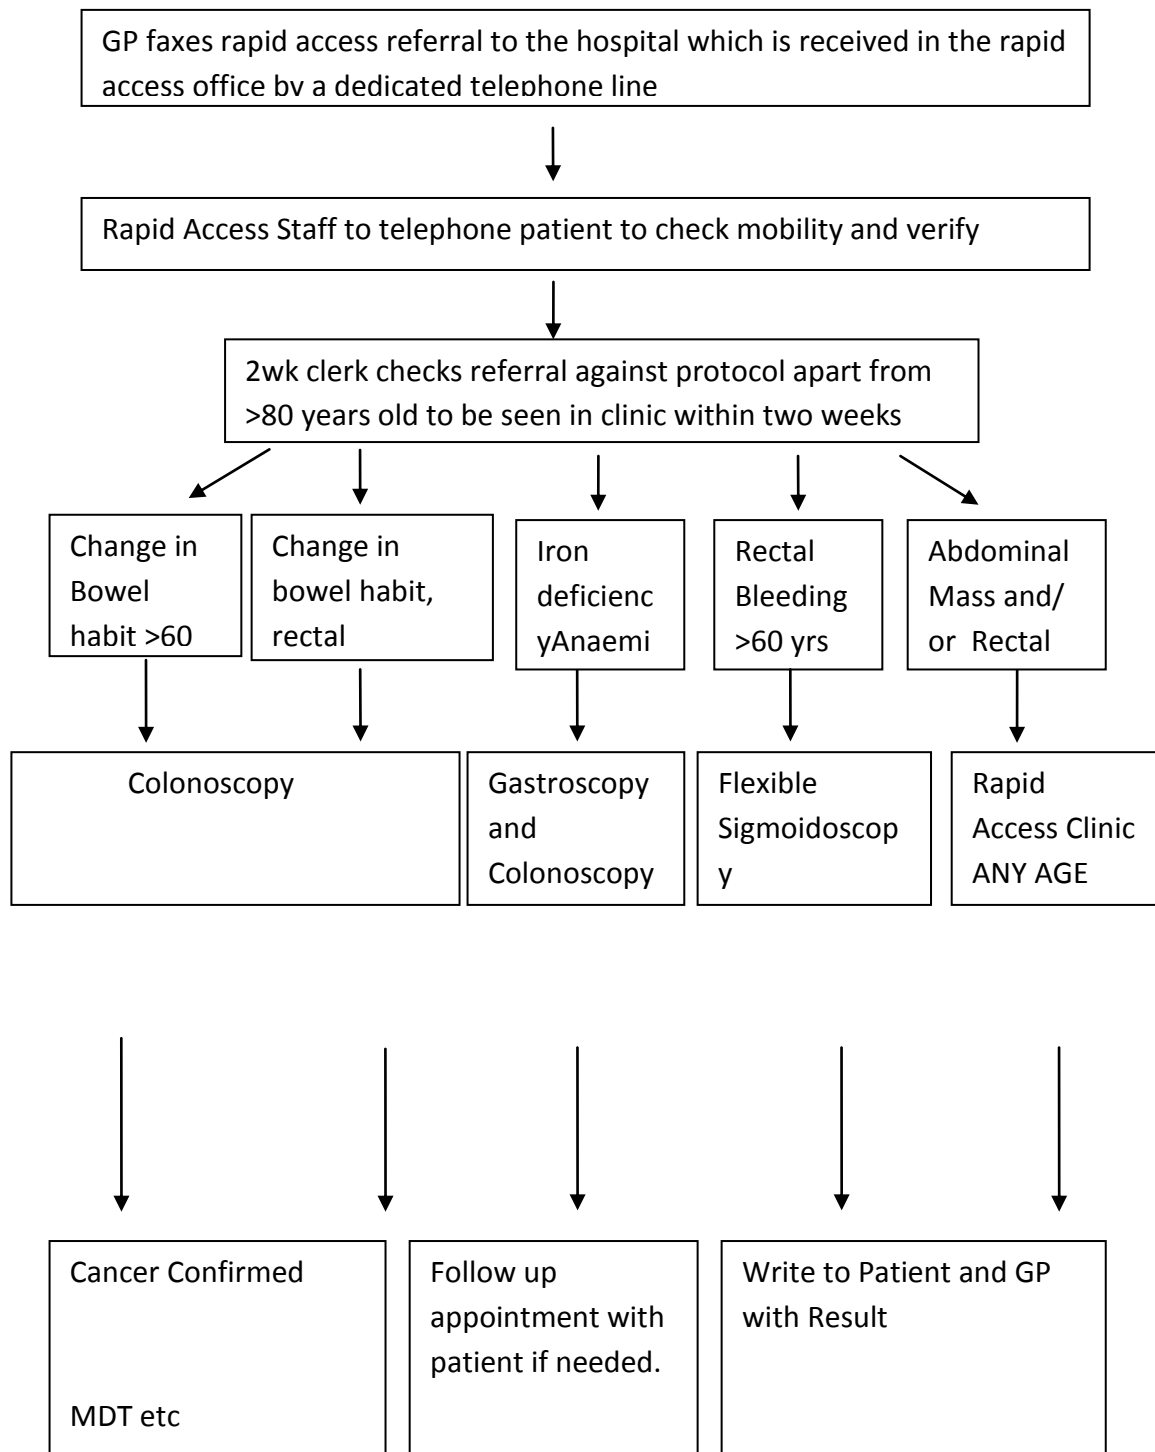 GP faxes rapid access referral to the hospital which is received in the rapid
access office by a dedicated telephone line
Rapid Access Staff to telephone patient to check mobility and verify
2wk clerk checks referral against protocol apart from
>80 years old to be seen in clinic within two weeks
Change in
Bowel
habit >60
Change in
bowel habit,
rectal
Iron
deficienc
yAnaemi
Rectal
Bleeding
>60 yrs
Abdominal
Mass and/
or Rectal
Colonoscopy
Gastroscopy
and
Colonoscopy
Flexible
Sigmoidoscop
y
Rapid
Access Clinic
ANY AGE
Cancer Confirmed
MDT etc
Follow up
appointment with
patient if needed.
Write to Patient and GP
with Result